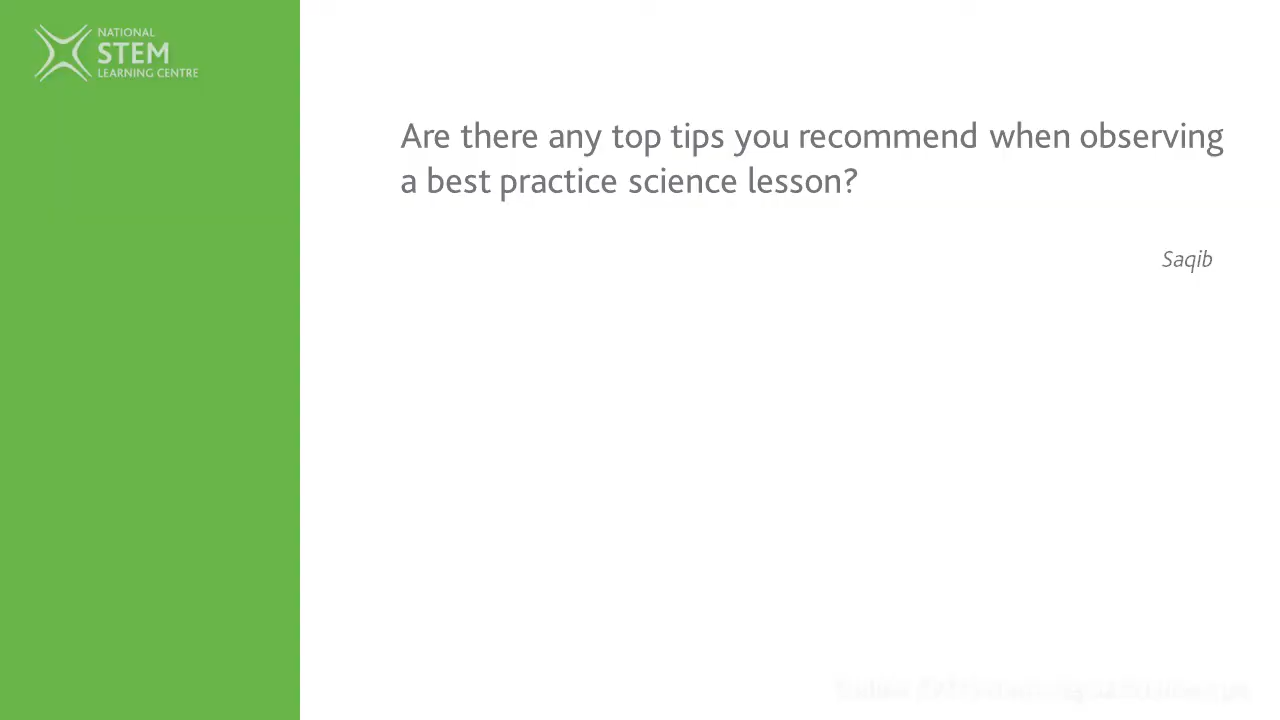 NATIONAL
STEM
LEARNING CENTRE
Are there any top tips you recommend when observing
a best practice science lesson?
Saqib